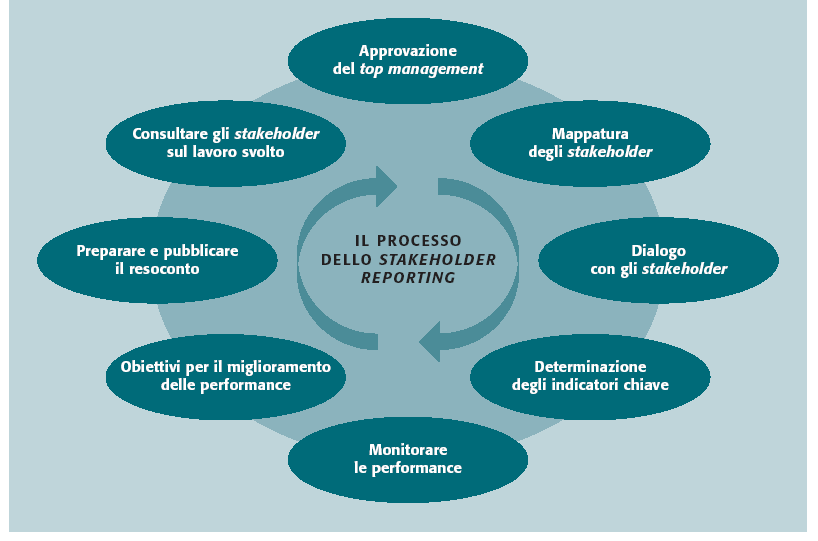 Approvazione
del top management
Consultare gli stakeholder
sul lavoro svolto
Mappatura
degli stakeholder
IL PROCESSO
DELLO STAKEHOLDER
REPORTING
Preparare e pubblicare
il resoconto
Dialogo
con gli stakeholder
Obiettivi per il miglioramento
delle performance
Determinazione
degli indicatori chiave
Monitorare
le performance